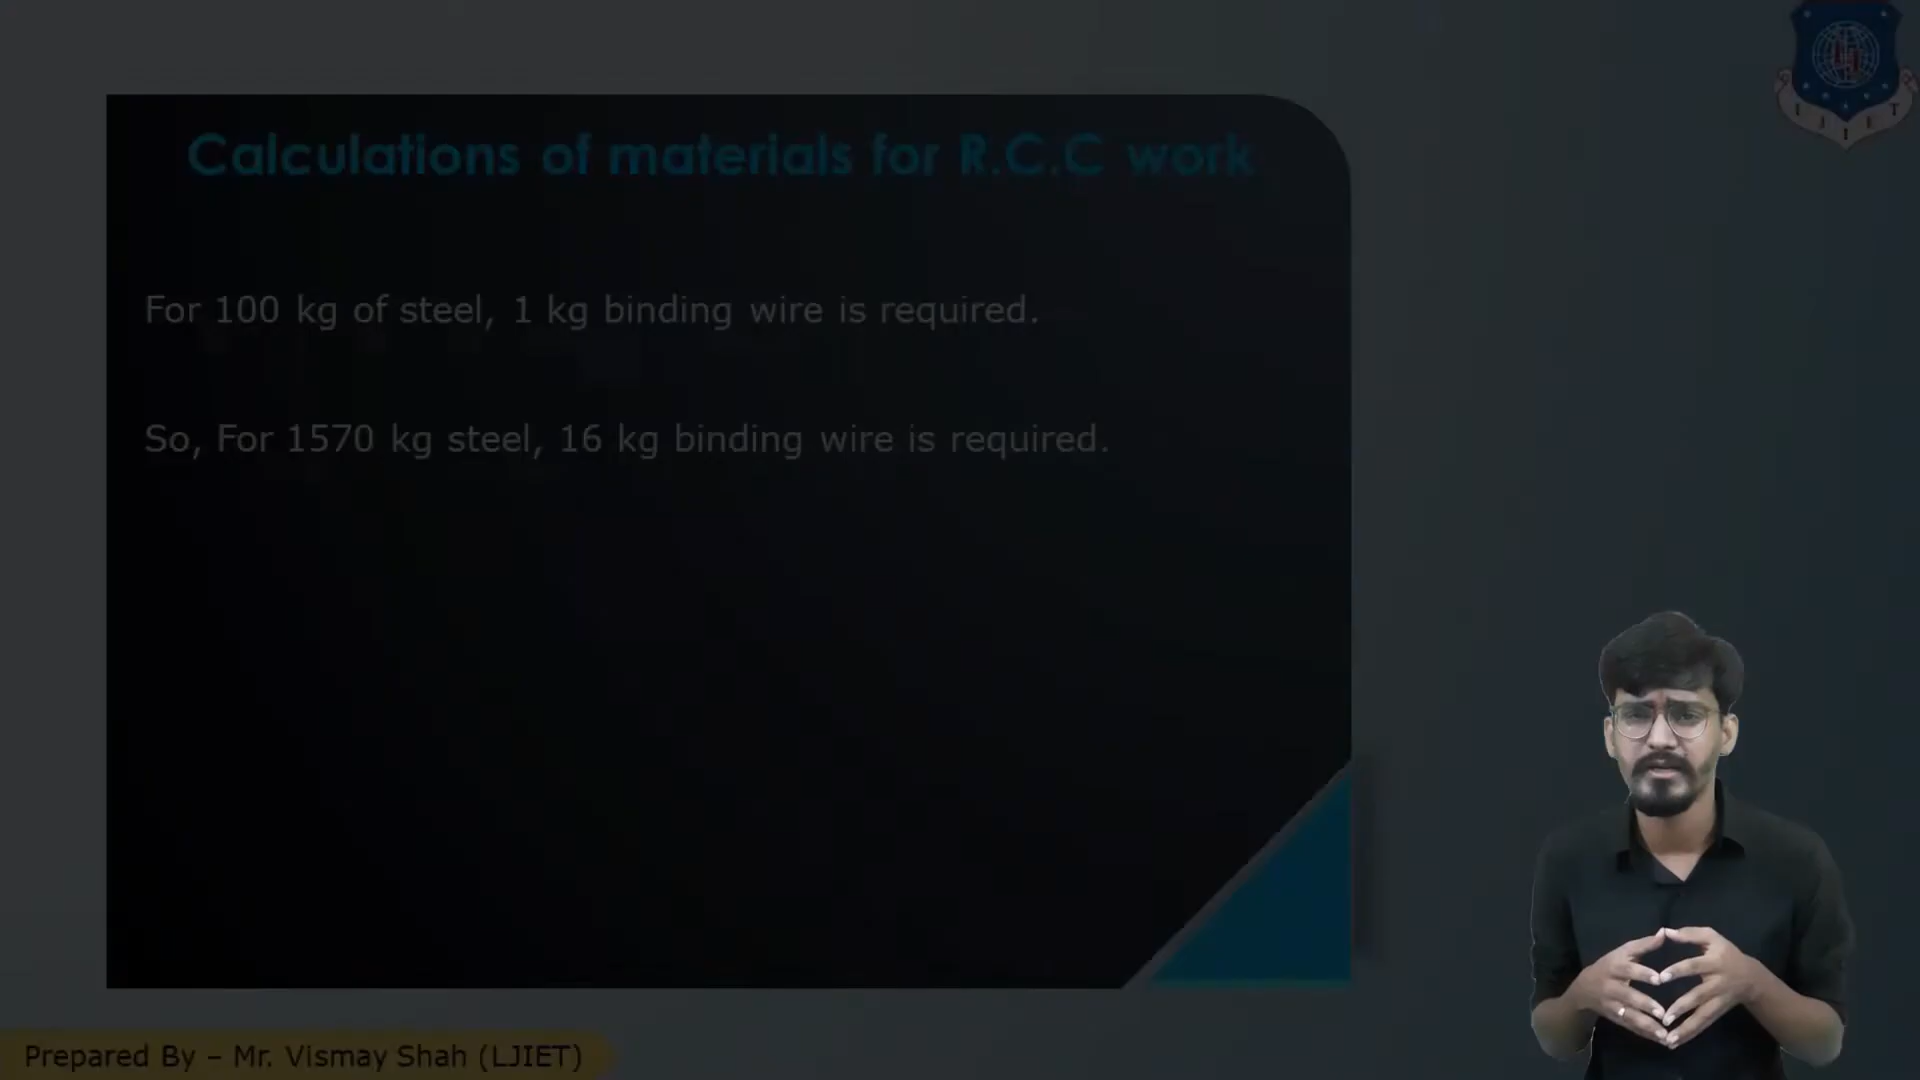 Calculations of materials for R.C.C work
For 100 kg of steel, 1 kg binding wire is required.
So, For 1570 kg steel, 16 kg binding wire is required.
Prepared By – Mr. Vismay Shah (LJIET)
L J I E T